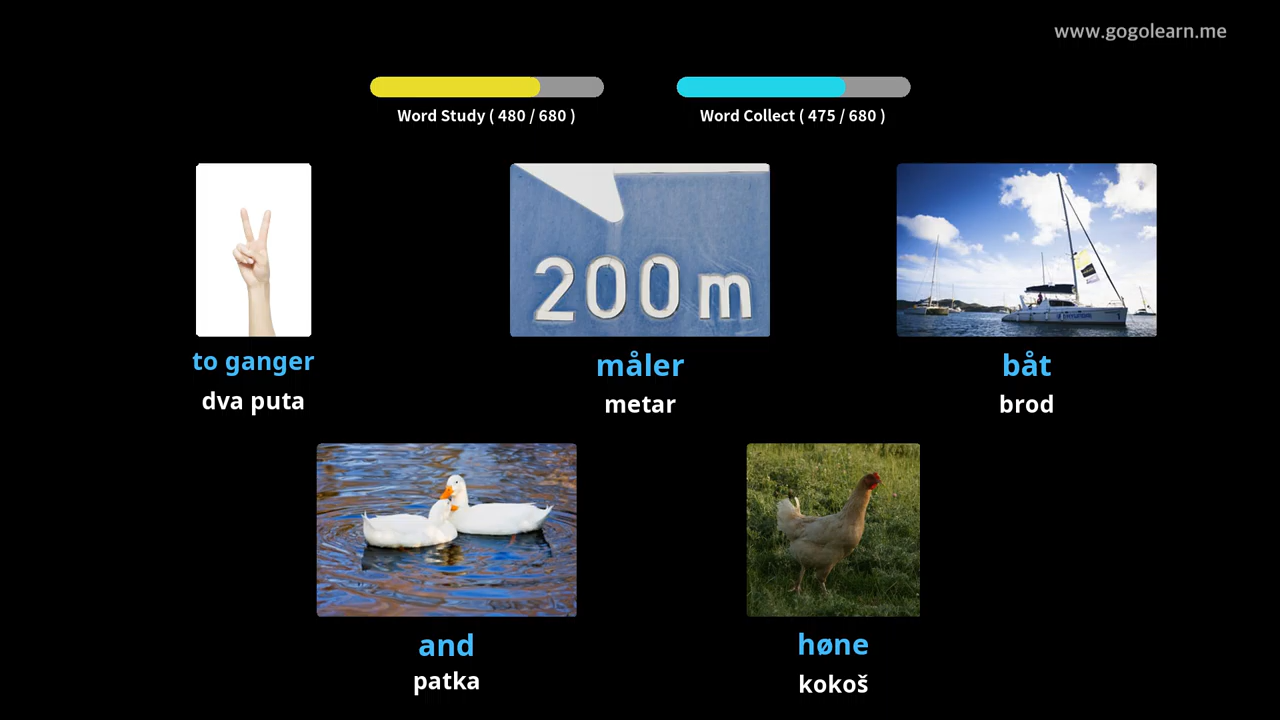 www.gogolearn.me
Word Study ( 480 / 680 )
Word Collect ( 475 / 680 )
200 m
to ganger
dva puta
måler
metar
båt
brod
and
patka
høne
kokoš